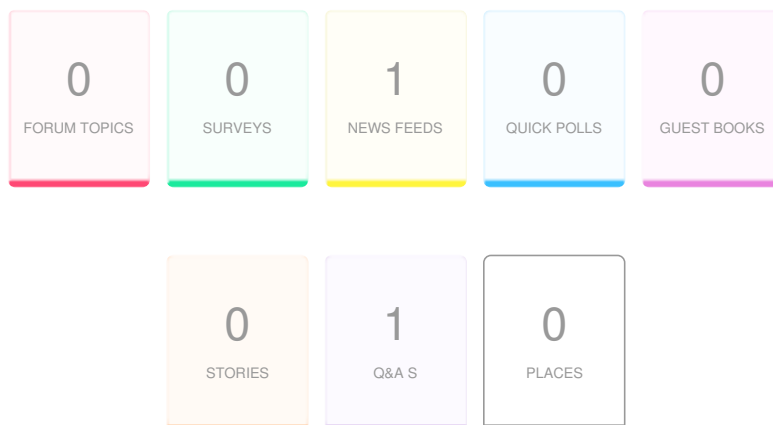 0 0 1 0 0
FORUM TOPICS SURVEYS NEWS FEEDS QUICK POLLS GUEST BOOKS
0 1 0
STORIES Q&A S PLACES